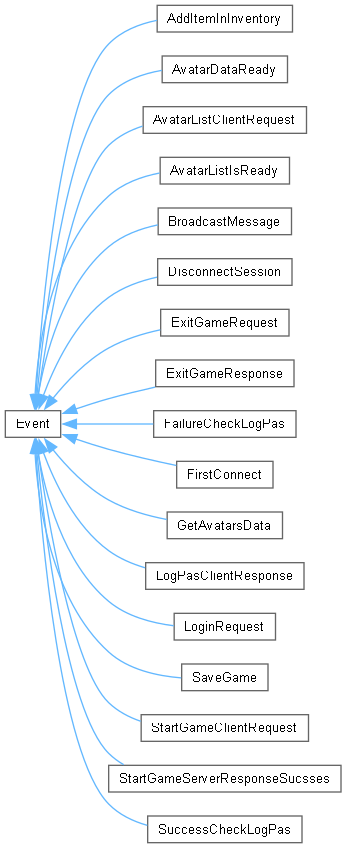 AddItemInInventory
AvatarDataReady
AvatarListClientRequest
AvatarListIsReady
BroadcastMessage
DisconnectSession
ExitGameRequest
ExitGameResponse
Event
FailureCheckLogPas
FirstConnect
GetAvatarsData
LogPasClientResponse
LoginRequest
SaveGame
StartGameClientRequest
StartGameServerResponseSucsses
SuccessCheckLogPas